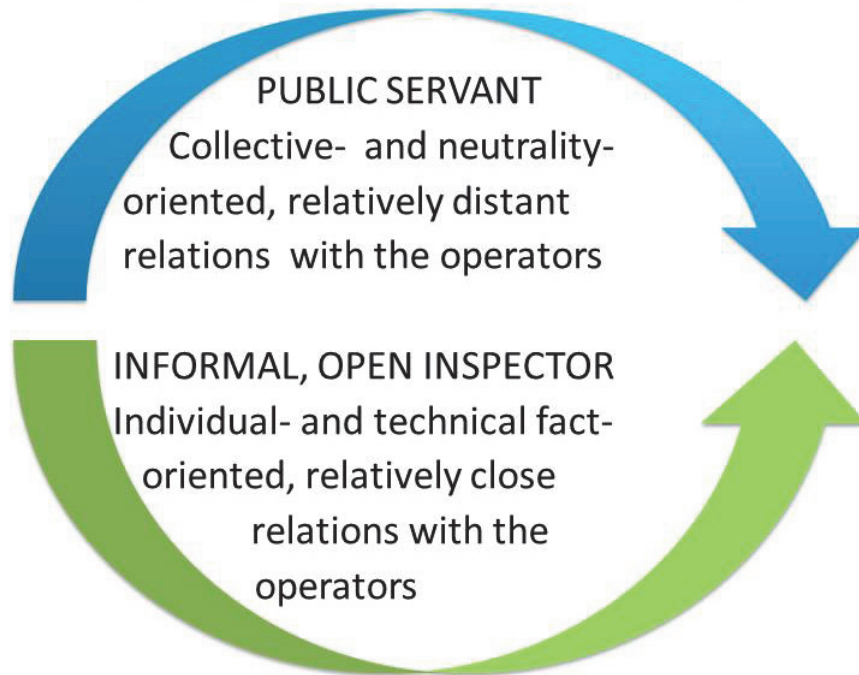 PUBLIC SERVANT
Collective- and neutrality-
oriented, relatively distant
relations with the operators
INFORMAL, OPEN INSPECTOR
Individual- and technical fact-
oriented, relatively close
relations with the
operators